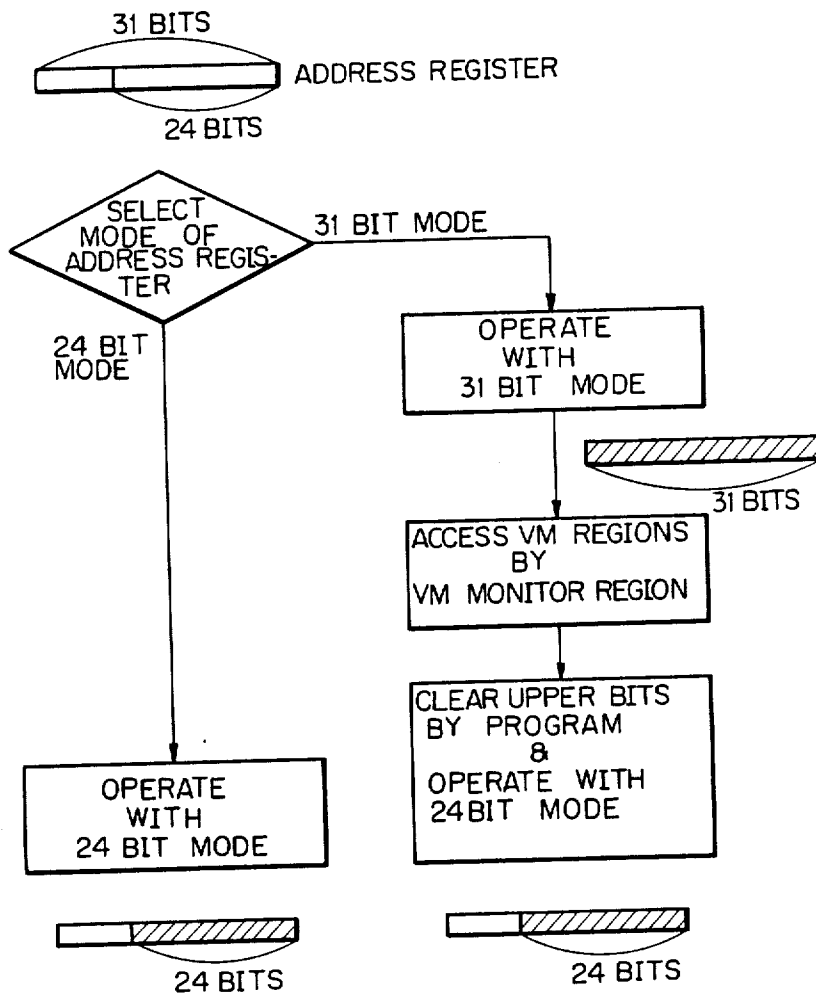 31 BITS
ADDRESS REGISTER
24 BITS
SELECT
MODE OF
ADDRESS REGIS-
TER
31 BIT MODE
24 BIT
MODE
OPERATE
WITH
31 BIT MODE
31 BITS
ACCESS VM REGIONS
BY
VM MONITOR REGION
CLEAR UPPER BITS
BY PROGRAM
&
OPERATE WITH
24BIT MODE
OPERATE
WITH
24 BIT MODE
24 BITS
24 BITS